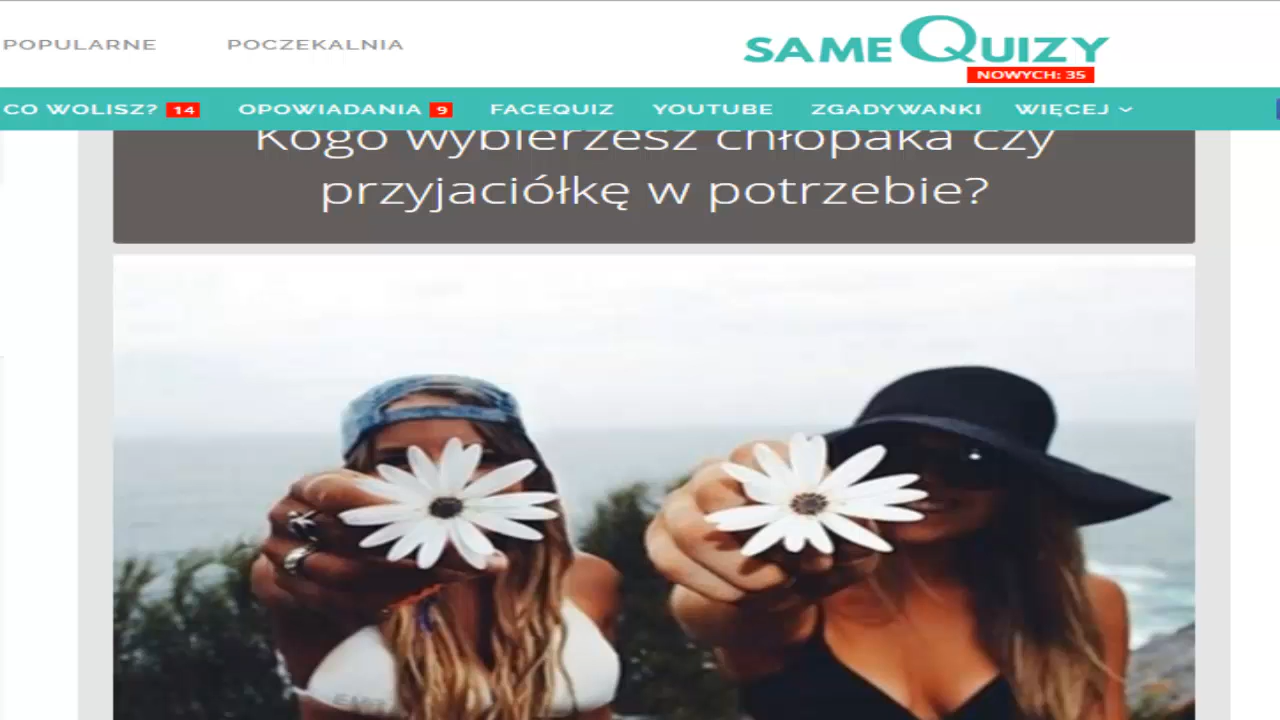 POPULARNE POCZEKALNIA
SAMEQUIZY
NOWYCH: 35
CO WOLISZ? 14 OPOWIADANIA 9 FACEQUIZ YOUTUBE ZGADYWANKI WIĘCEJ
Kogo wybierzesz chłopaka czy
przyjaciółkę w potrzebie?